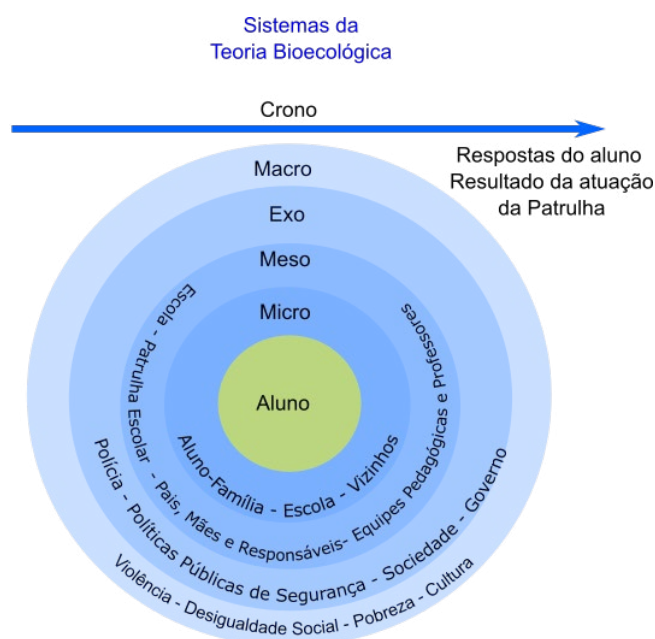 Sistemas da
Teoria Bioecológica
Crono
Respostas do aluno
Resultado da atuação
da Patrulha
Macro
Exo
Meso
Micro
Aluno
Aluno-Família - Escola - Vizinhos
Escola - Patrulha Escolar - Pais, Mães e Responsáveis- Equipes Pedagógicas e Professores
Polícia - Políticas Públicas de Segurança - Sociedade - Governo
Violência - Desigualdade Social - Pobreza - Cultura